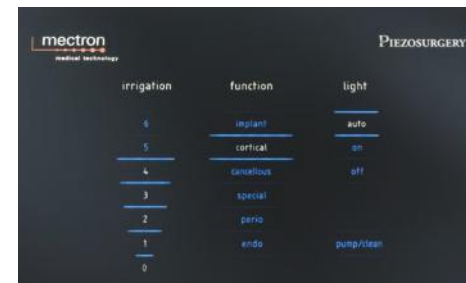 mectron
medical technology
PIEZOSURGERY
irrigation function light
6 implant auto
5 cortical on
4 cancellous off
3 special
2 perio
1 endo pump/clean
0